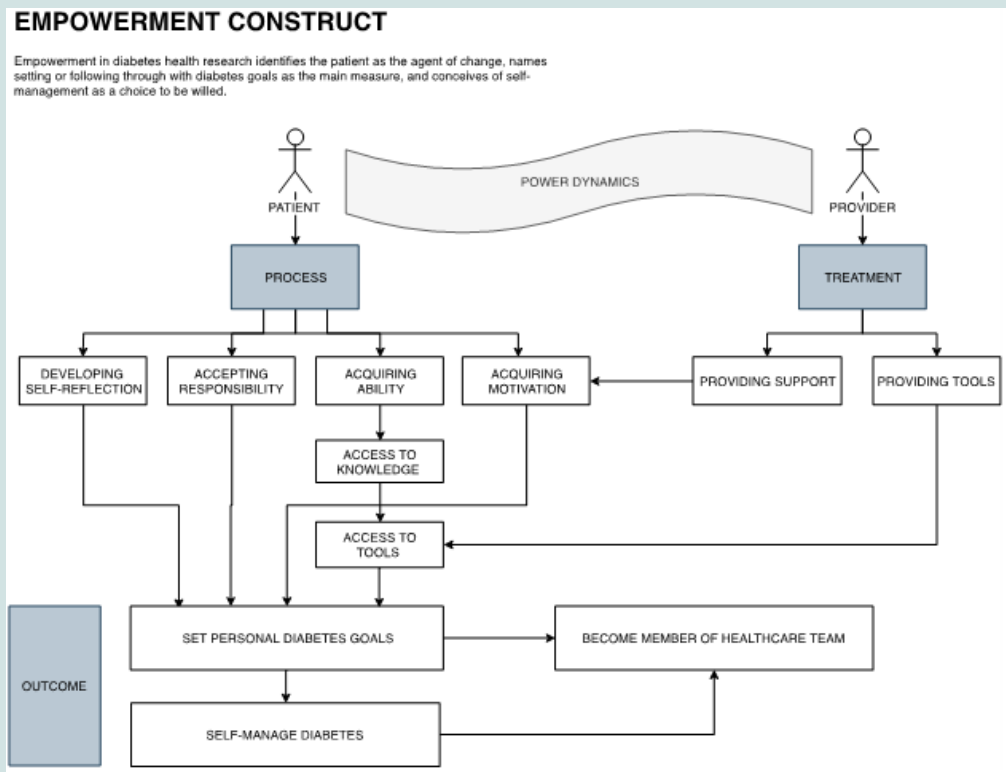 EMPOWERMENT CONSTRUCT
Empowerment in diabetes health research identifies the patient as the agent of change, names
setting or following through with diabetes goals as the main measure, and conceives of self-
management as a choice to be willed.
POWER DYNAMICS
PATIENT
PROVIDER
PROCESS
TREATMENT
DEVELOPING
SELF-REFLECTION
ACCEPTING
RESPONSIBILITY
ACQUIRING
ABILITY
ACQUIRING
MOTIVATION
PROVIDING SUPPORT
PROVIDING TOOLS
ACCESS TO
KNOWLEDGE
ACCESS TO
TOOLS
SET PERSONAL DIABETES GOALS
BECOME MEMBER OF HEALTHCARE TEAM
OUTCOME
SELF-MANAGE DIABETES